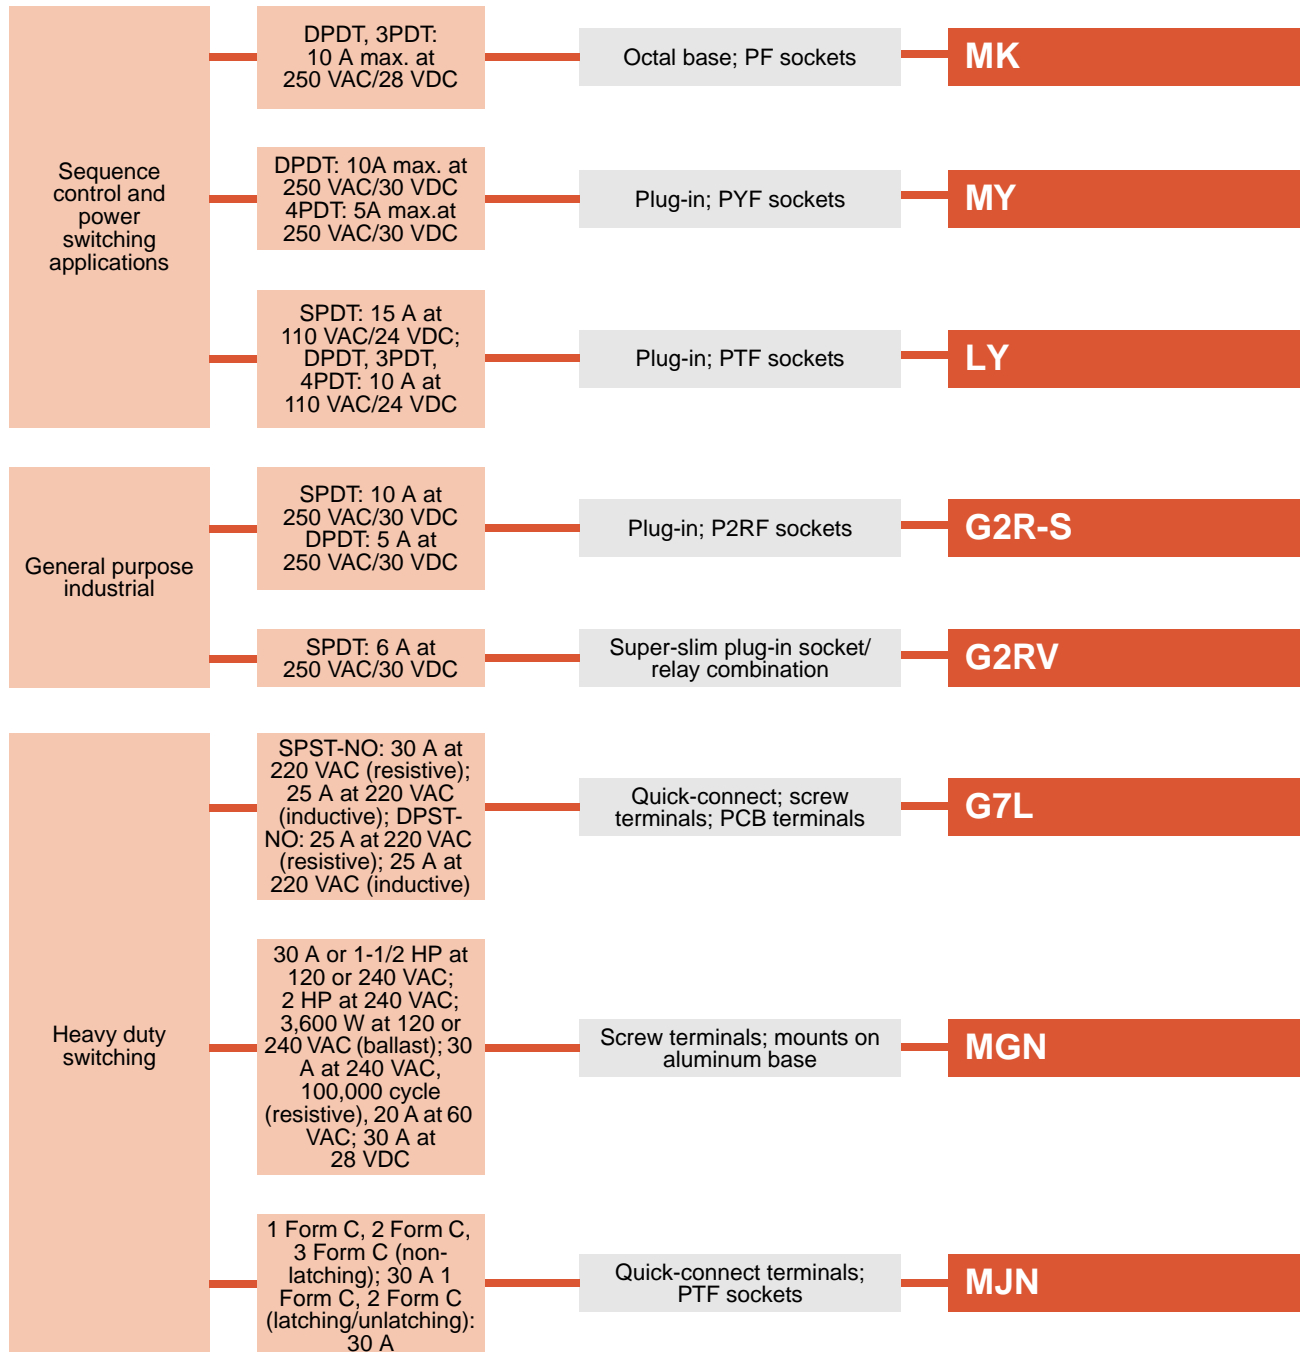 Sequence
control and
power
switching
applications
DPDT, 3PDT:
10 A max. at
250 VAC/28 VDC
Octal base; PF sockets
MK
DPDT: 10A max. at
250 VAC/30 VDC
4PDT: 5A max.at
250 VAC/30 VDC
Plug-in; PYF sockets
MY
SPDT: 15 A at
110 VAC/24 VDC;
DPDT, 3PDT,
4PDT: 10 A at
110 VAC/24 VDC
Plug-in; PTF sockets
LY
General purpose
industrial
SPDT: 10 A at
250 VAC/30 VDC
DPDT: 5 A at
250 VAC/30 VDC
Plug-in; P2RF sockets
G2R-S
SPDT: 6 A at
250 VAC/30 VDC
Super-slim plug-in socket/
relay combination
G2RV
Heavy duty
switching
SPST-NO: 30 A at
220 VAC (resistive);
25 A at 220 VAC
(inductive); DPST-
NO: 25 A at 220 VAC
(resistive); 25 A at
220 VAC (inductive)
Quick-connect; screw
terminals; PCB terminals
G7L
30 A or 1-1/2 HP at
120 or 240 VAC;
2 HP at 240 VAC;
3,600 W at 120 or
240 VAC (ballast); 30
A at 240 VAC,
100,000 cycle
(resistive), 20 A at 60
VAC; 30 A at
28 VDC
Screw terminals; mounts on
aluminum base
MGN
1 Form C, 2 Form C,
3 Form C (non-
latching); 30 A 1
Form C, 2 Form C
(latching/unlatching):
30 A
Quick-connect terminals;
PTF sockets
MJN